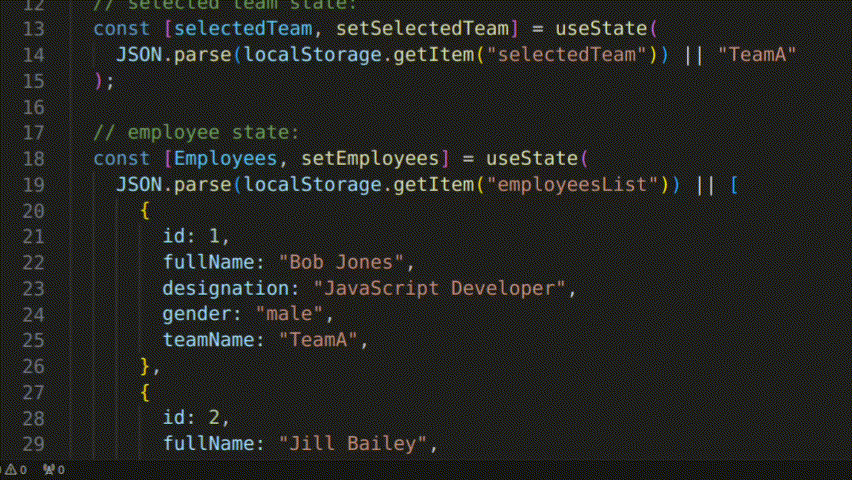 12 // selected team state:
13 const [selectedTeam, setSelectedTeam] = useState(
14 JSON.parse(localStorage.getItem("selectedTeam")) || "TeamA"
15 );
16
17 // employee state:
18 const [Employees, setEmployees] = useState(
19 JSON.parse(localStorage.getItem("employeesList")) || [
20 {
21 id: 1,
22 fullName: "Bob Jones",
23 designation: "JavaScript Developer",
24 gender: "male",
25 teamName: "TeamA",
26 },
27 {
28 id: 2,
29 fullName: "Jill Bailey",
0 0